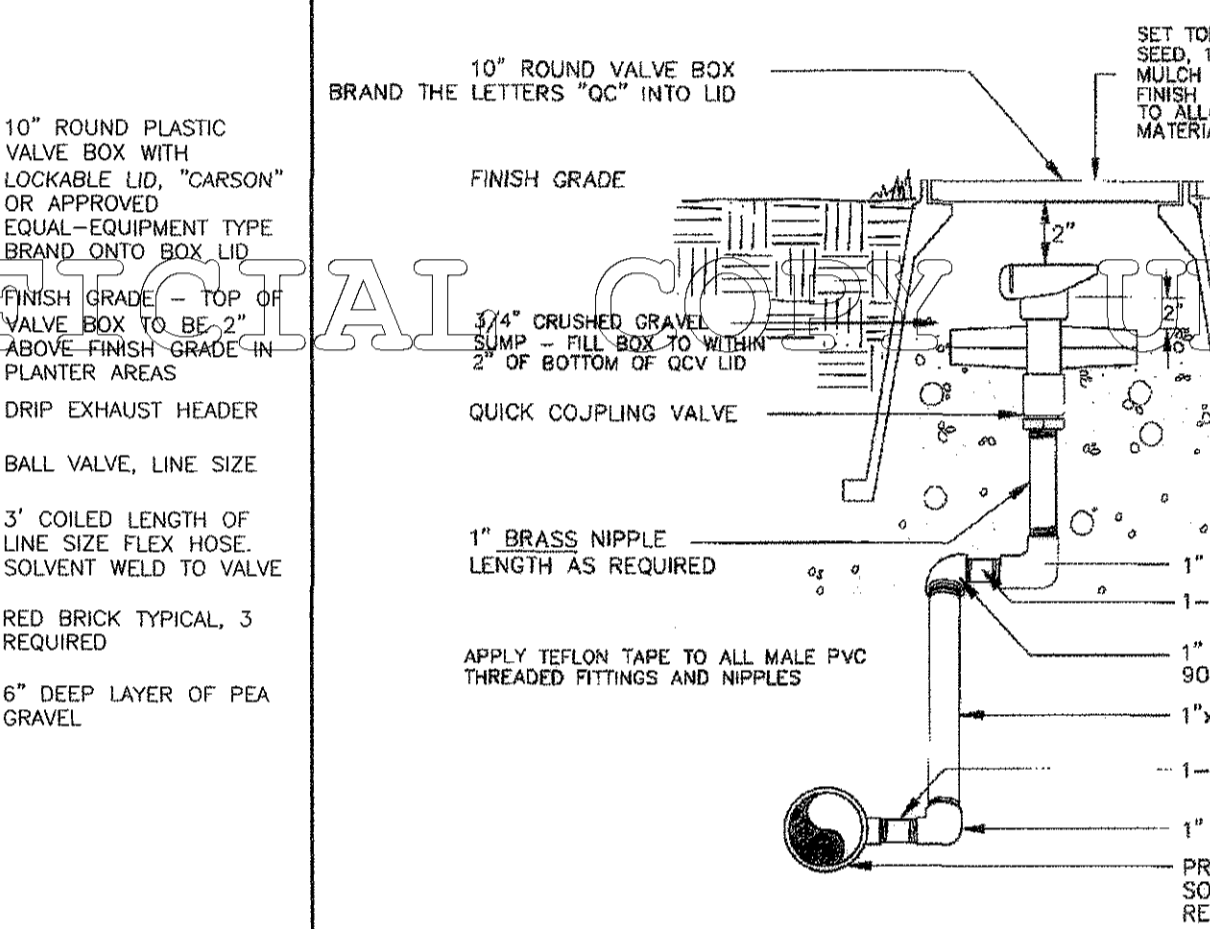 10" ROUND PLASTIC
VALVE BOX WITH
LOCKABLE LID, "CARSON"
OR APPROVED
EQUAL-EQUIPMENT TYPE
BRAND ONTO BOX LID
FINISH GRADE - TOP OF
VALVE BOX TO BE 2"
ABOVE FINISH GRADE IN
PLANTER AREAS
DRIP EXHAUST HEADER
BALL VALVE, LINE SIZE
3' COILED LENGTH OF
LINE SIZE FLEX HOSE.
SOLVENT WELD TO VALVE
RED BRICK TYPICAL, 3
REQUIRED
6" DEEP LAYER OF PEA
GRAVEL
10" ROUND VALVE BOX
BRAND THE LETTERS "QC" INTO LID
FINISH GRADE
3/4" CRUSHED GRAVEL
SUMP - FILL BOX TO WITHIN
2" OF BOTTOM OF QCV LID
QUICK COJPLING VALVE
1" BRASS NIPPLE
LENGTH AS REQUIRED
APPLY TEFLON TAPE TO ALL MALE PVC
THREADED FITTINGS AND NIPPLES
2"
2"
SET
SEED, 1
MULCH
FINISH
TO
1"
1-
1"
90
1"x
1-
1"
PR
SO
RE
FICIAL COPY